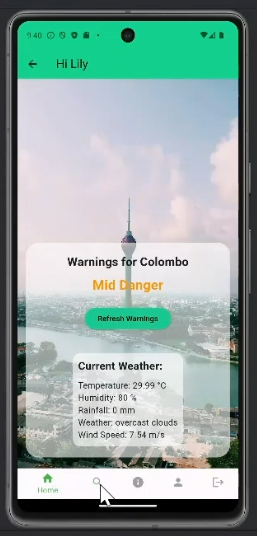 9:40
Hi Lily
Warnings for Colombo
Mid Danger
Refresh Warnings
Current Weather:
Temperature: 29.99 °C
Humidity: 80 %
Rainfall: 0 mm
Weather: overcast clouds
Wind Speed: 7.54 m/s
Home